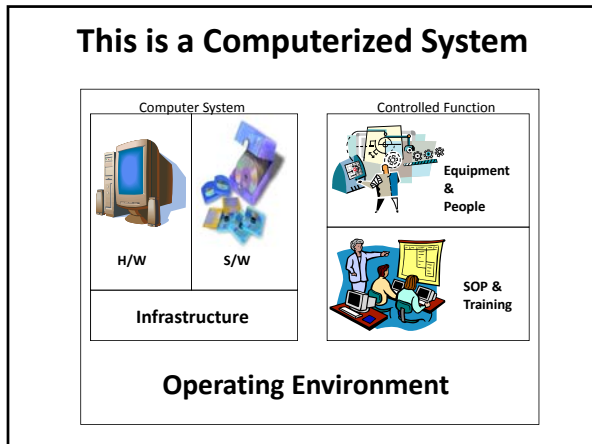 This is a Computerized System
Computer System
Controlled Function
H/W
S/W
Infrastructure
Equipment
&
People
SOP &
Training
Operating Environment